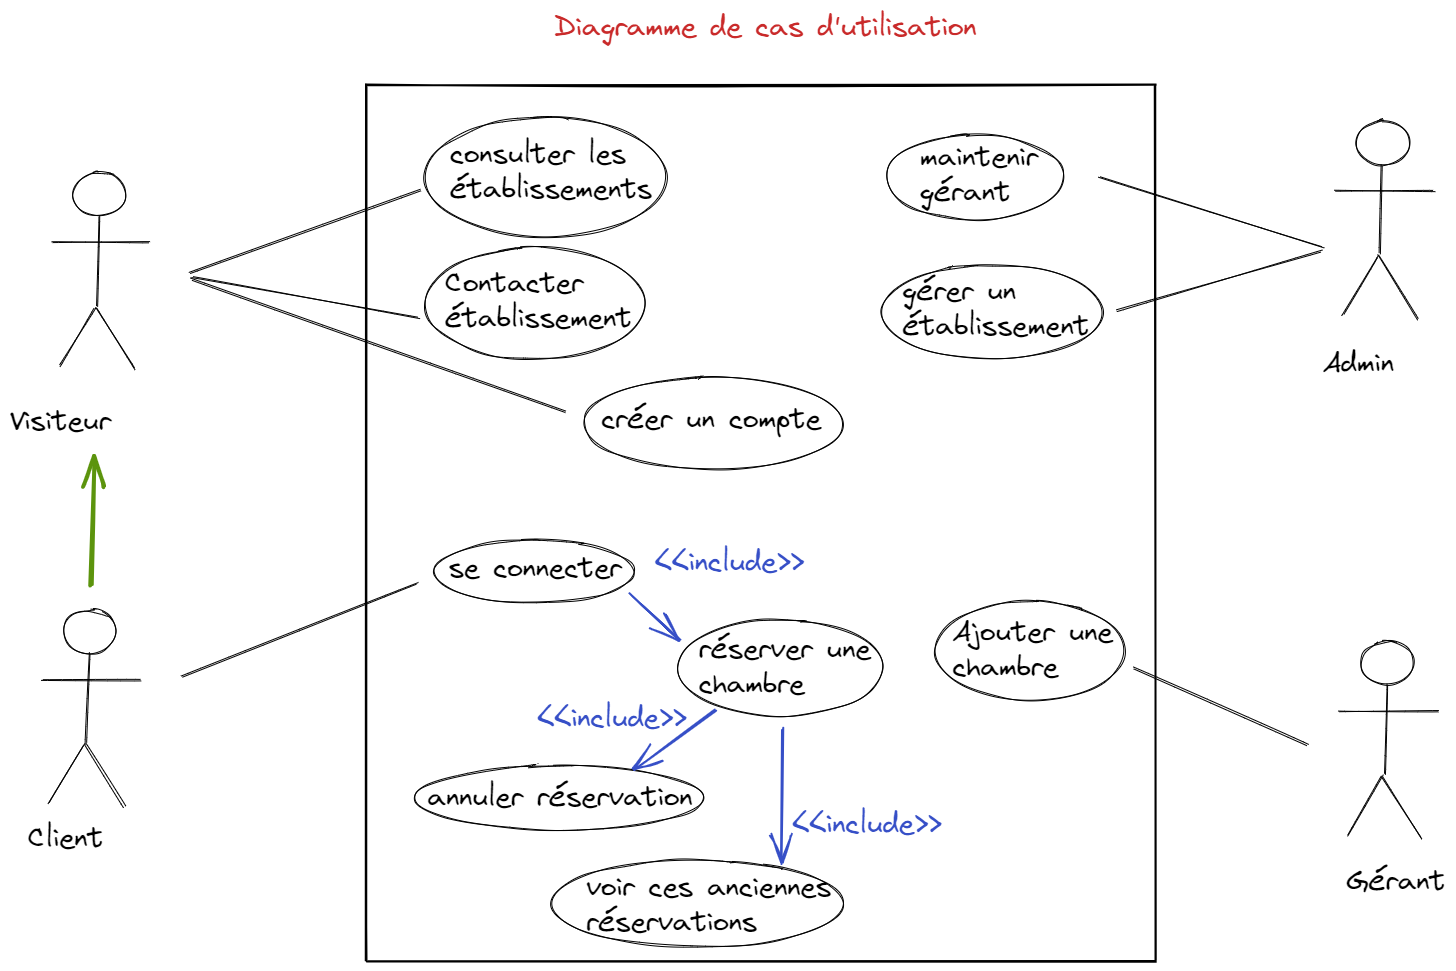 Diagramme de cas d'utilisation
consulter les
établissements
maintenir
gérant
Contacter
établissement
gérer un
établissement
Admin
Visiteur
créer un compte
se connecter
<<include>>
réserver une
chambre
Ajouter une
chambre
<<include>>
annuler réservation
<<include>>
Client
voir ces anciennes
réservations
Gérant